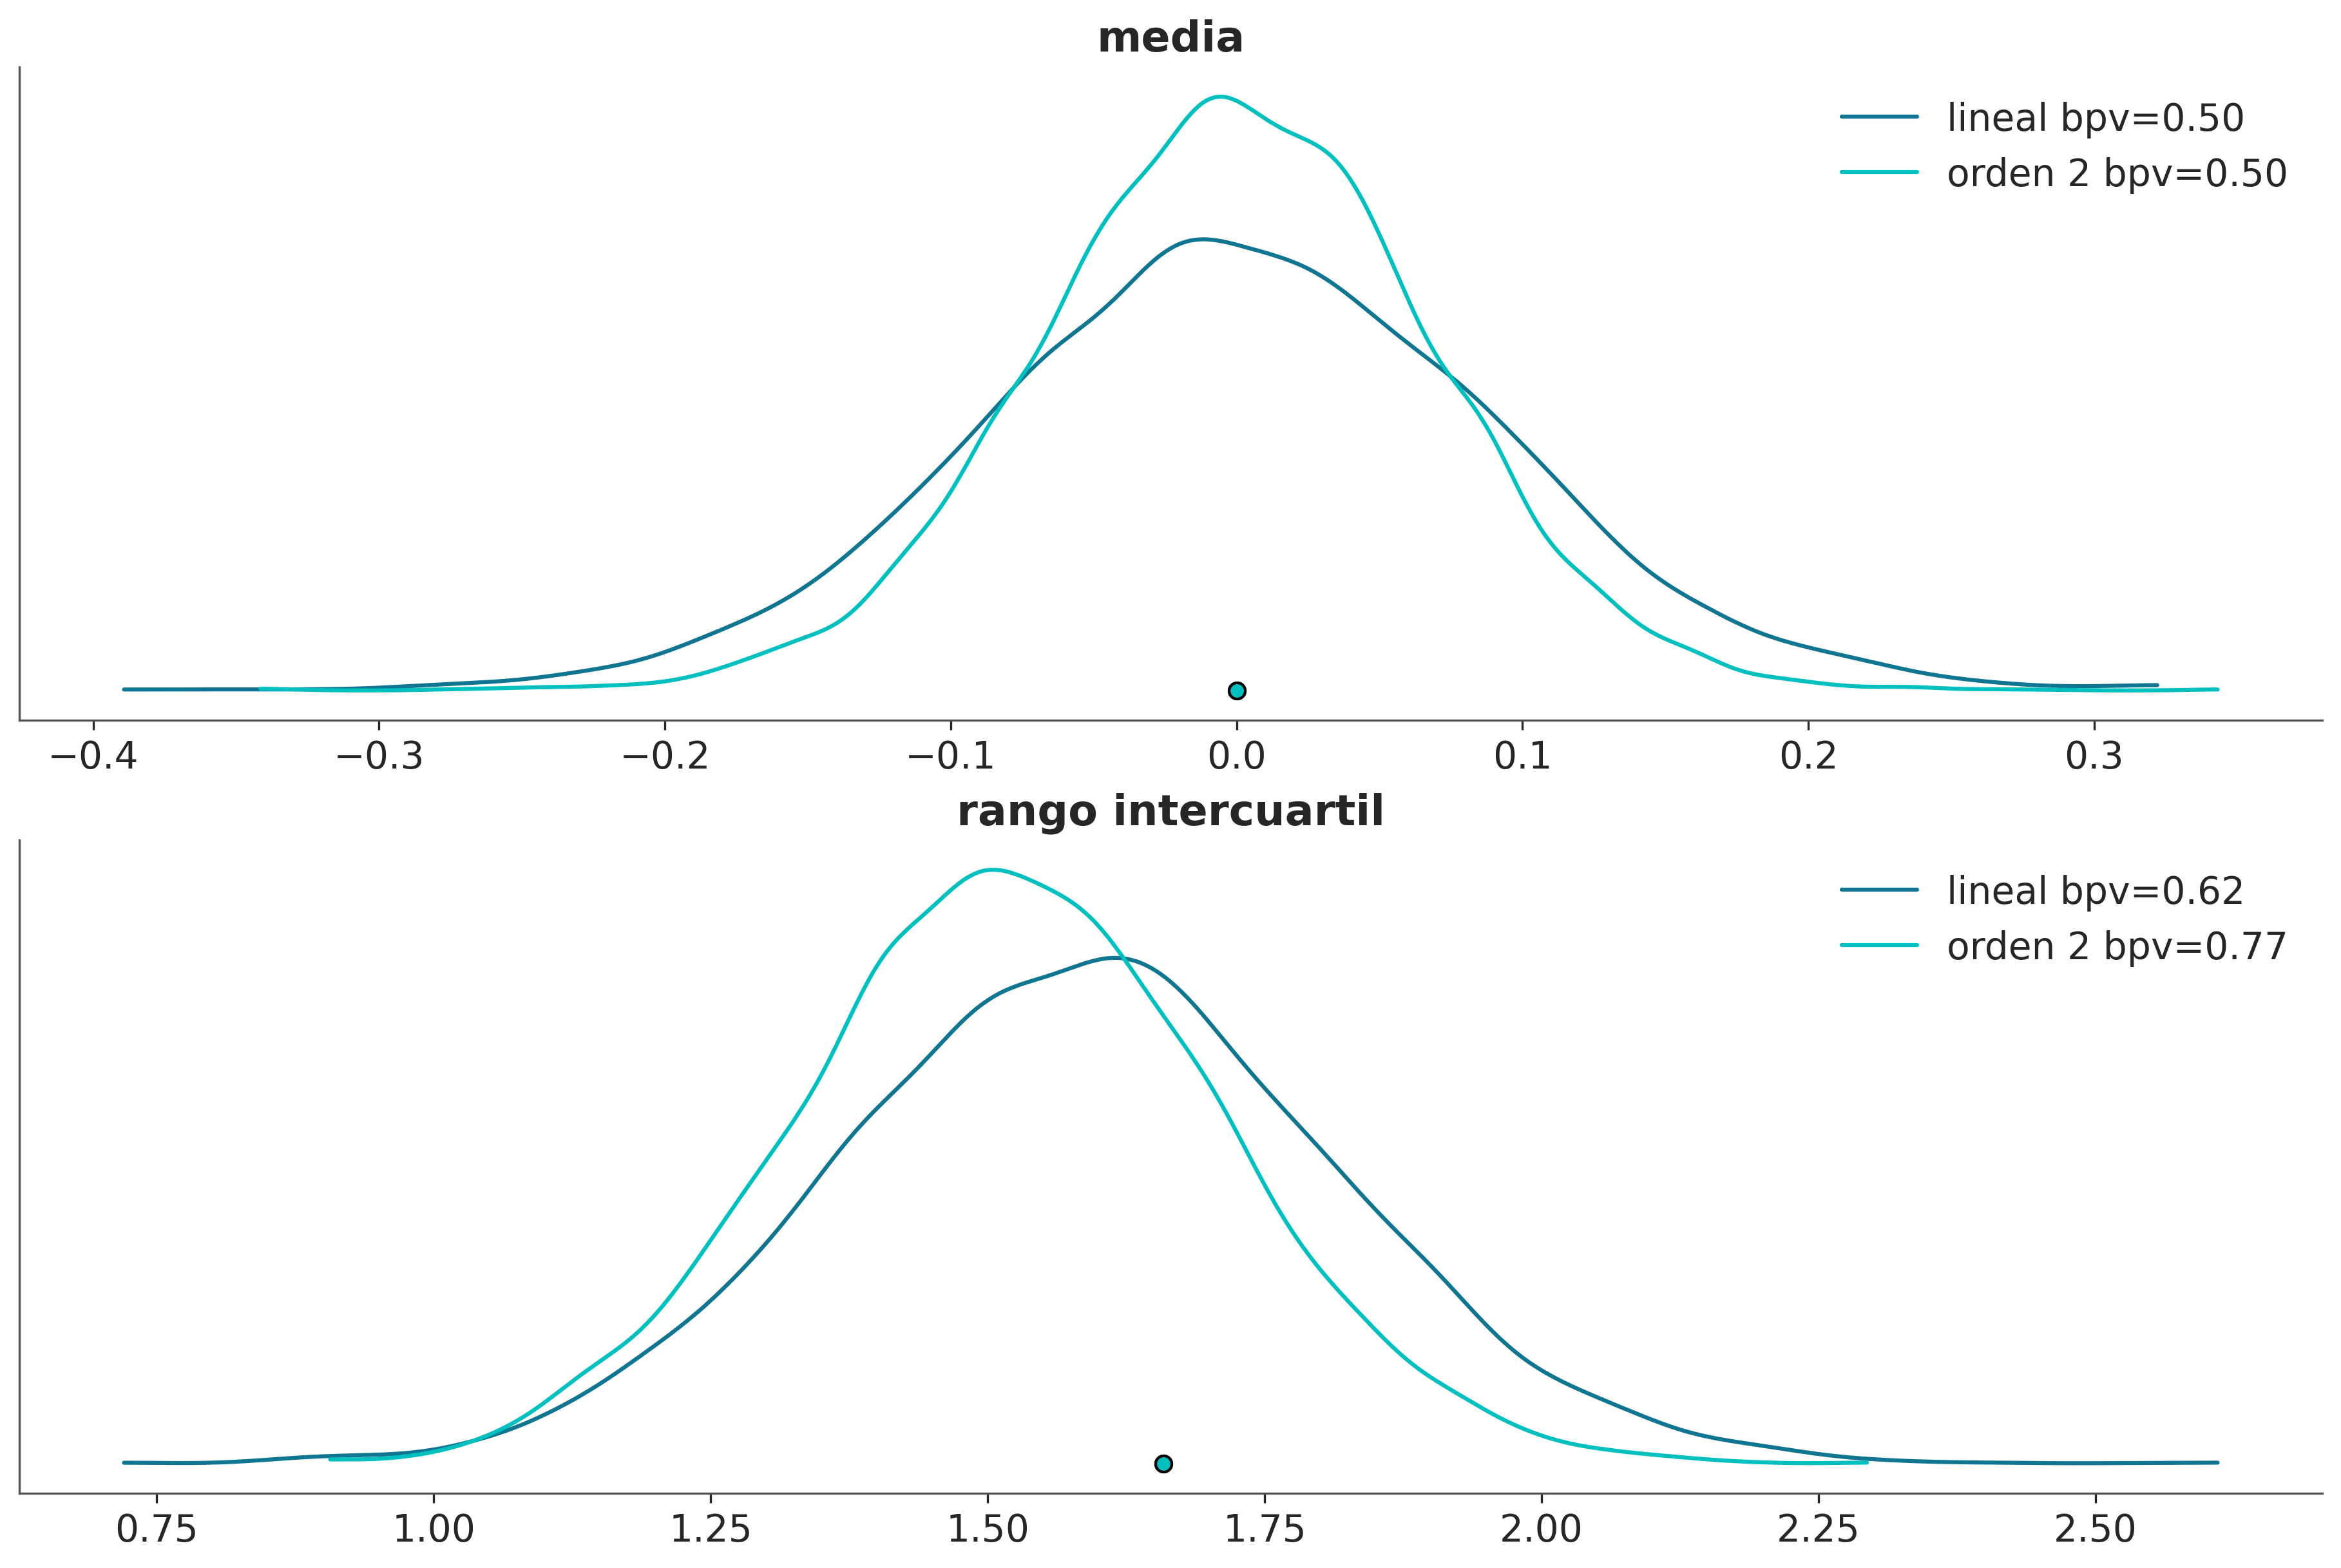 media
lineal bpv=0.50
orden 2 bpv=0.50
−0.4 −0.3 −0.2 −0.1 0.0 0.1 0.2 0.3
rango intercuartil
lineal bpv=0.62
orden 2 bpv=0.77
0.75 1.00 1.25 1.50 1.75 2.00 2.25 2.50